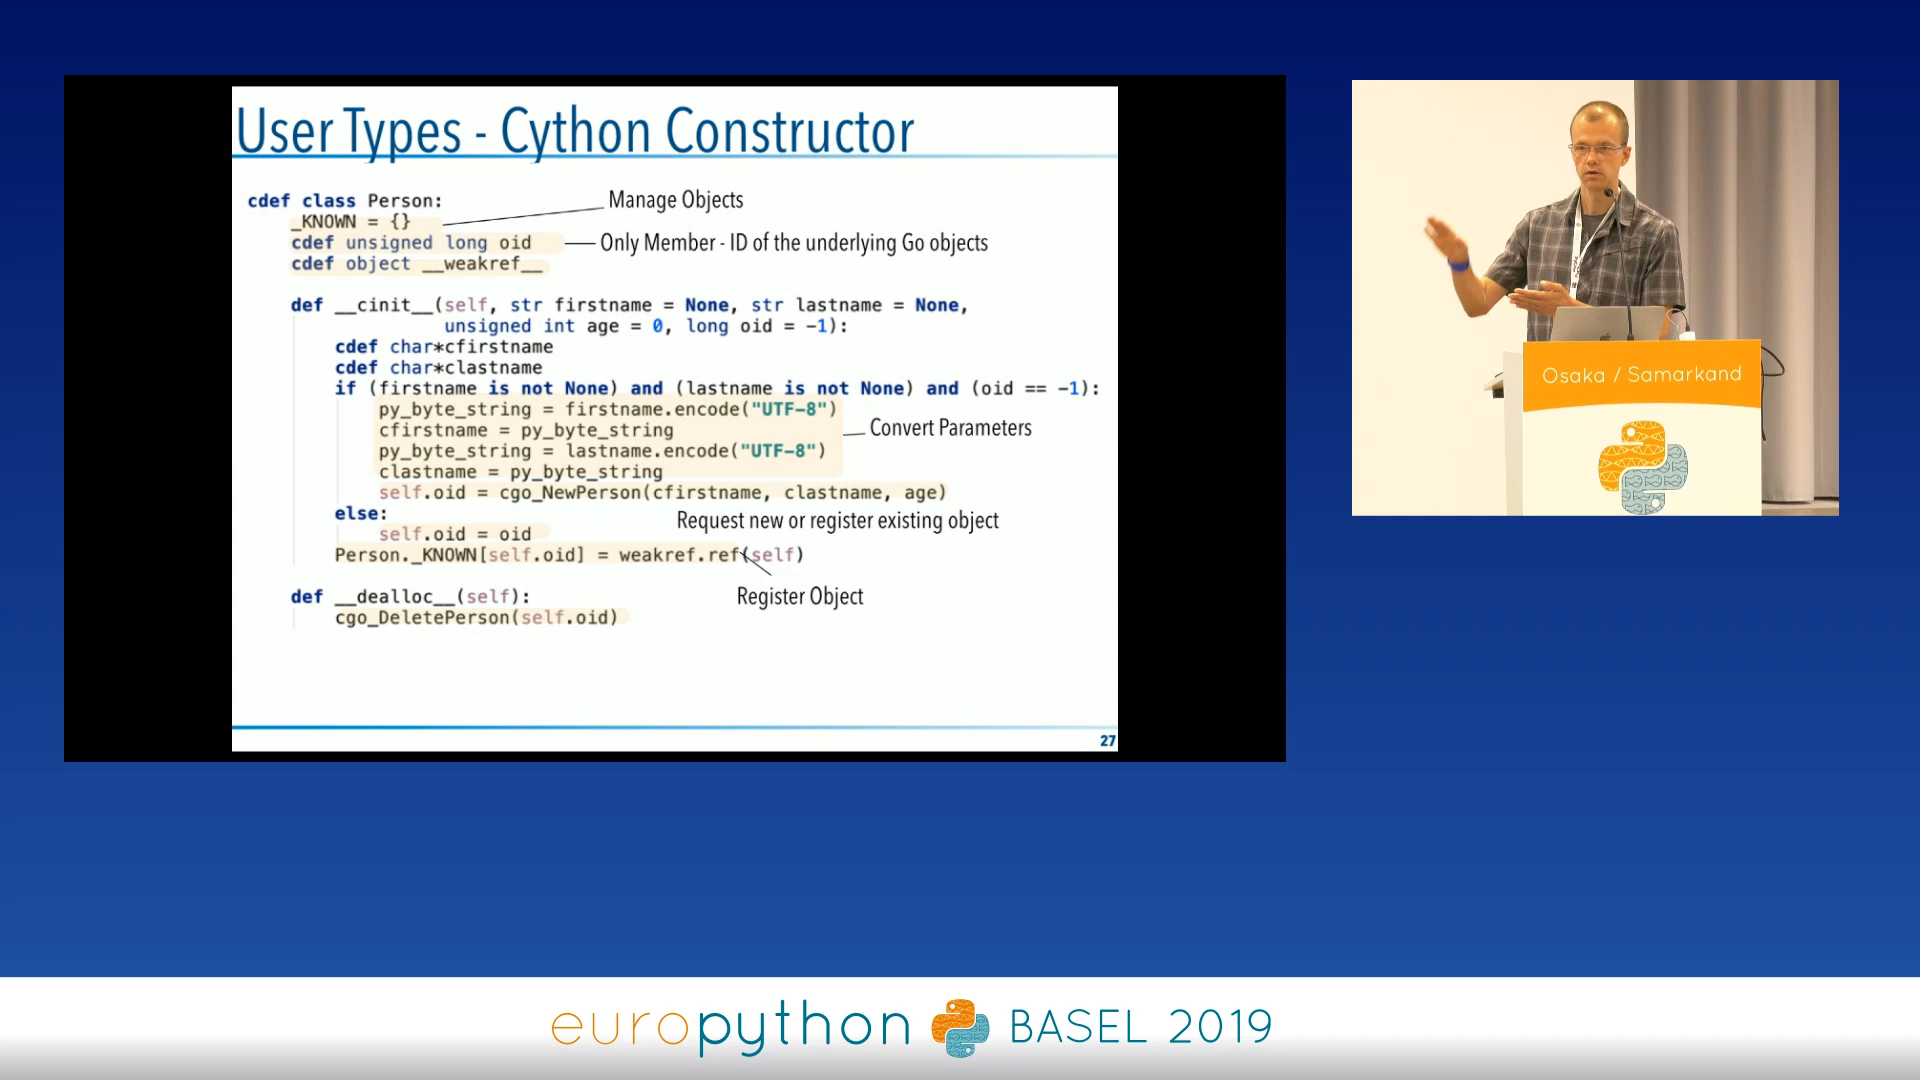 User Types - Cython Constructor
cdef class Person:
Manage Objects
_KNOWN = {}
cdef unsigned long oid
Only Member - ID of the underlying Go objects
cdef object __weakref__
def __cinit__(self, str firstname = None, str lastname = None,
unsigned int age = 0, long oid = -1):
cdef char*cfirstname
cdef char*clastname
if (firstname is not None) and (lastname is not None) and (oid == -1):
py_byte_string = firstname.encode("UTF-8")
cfirstname = py_byte_string
Convert Parameters
py_byte_string = lastname.encode("UTF-8")
clastname = py_byte_string
self.oid = cgo_NewPerson(cfirstname, clastname, age)
else:
Request new or register existing object
self.oid = oid
Person._KNOWN[self.oid] = weakref.ref(self)
def __dealloc__(self):
Register Object
cgo_DeletePerson(self.oid)
27
Osaka / Samarkand
europython BASEL 2019